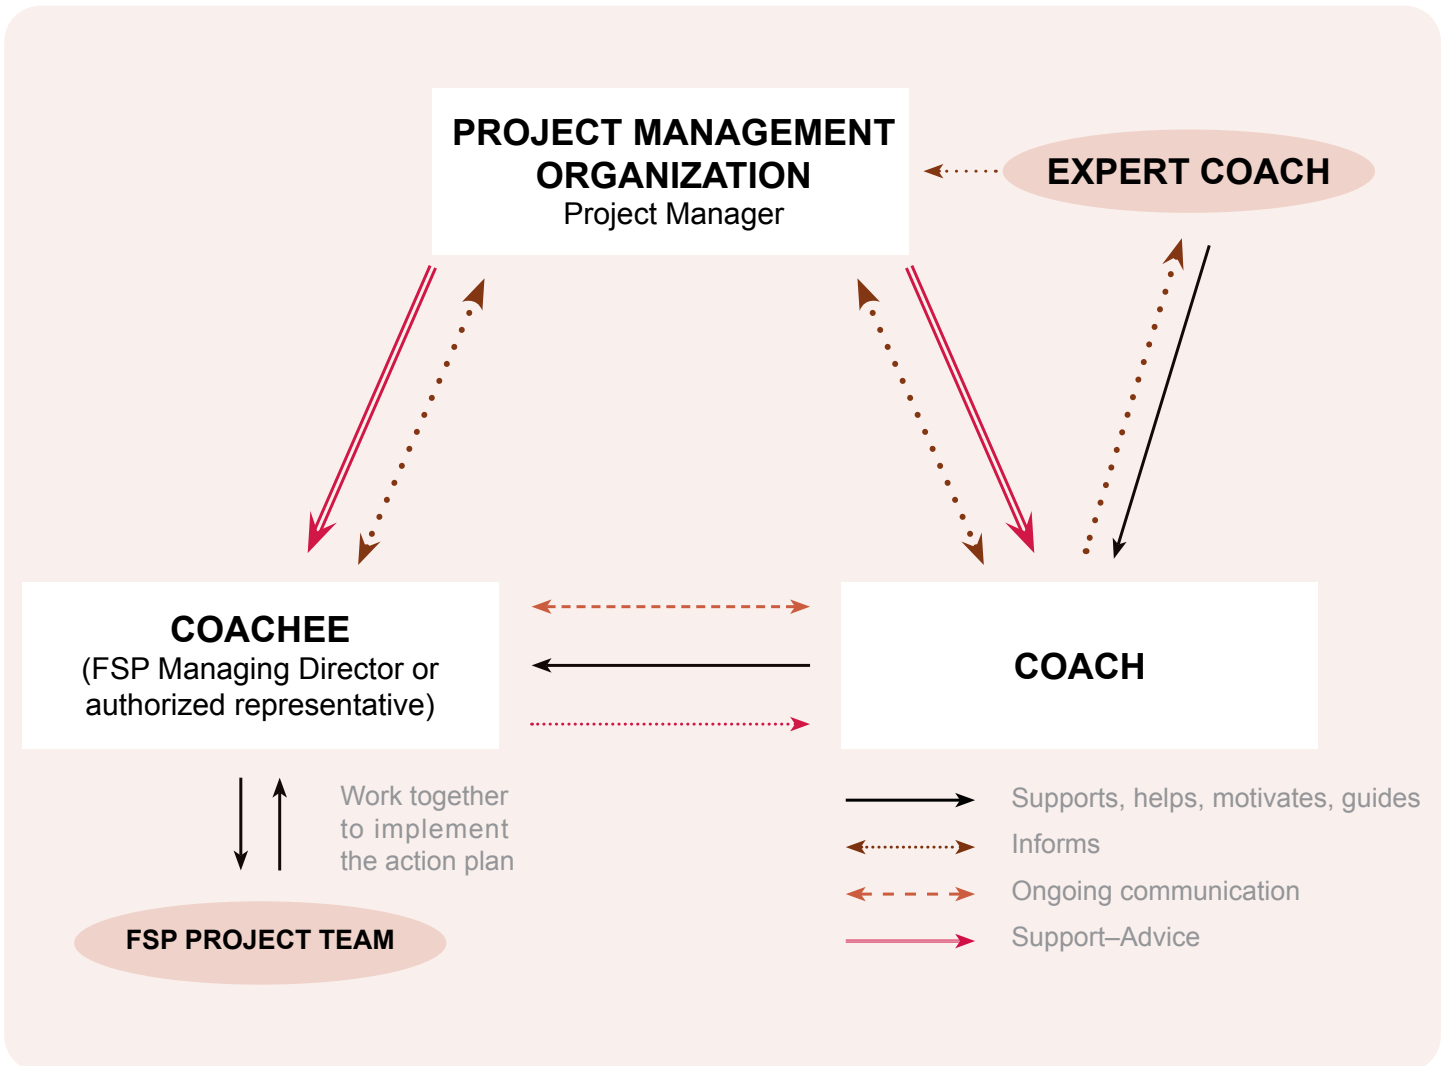 PROJECT MANAGEMENT
ORGANIZATION
Project Manager
EXPERT COACH
COACHEE
(FSP Managing Director or
authorized representative)
COACH
Work together
to implement
the action plan
FSP PROJECT TEAM
Supports, helps, motivates, guides
Informs
Ongoing communication
Support–Advice